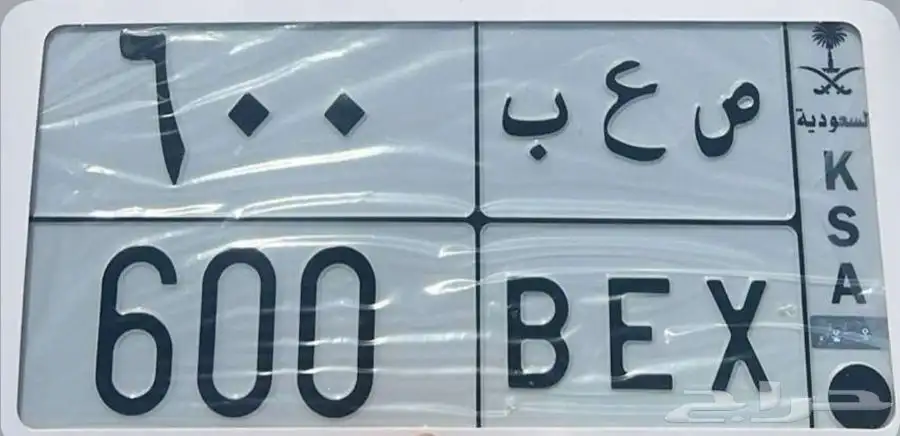 ٦٠٠ ص ع ب
600 BEX
السعودية
K
S
A
حراج